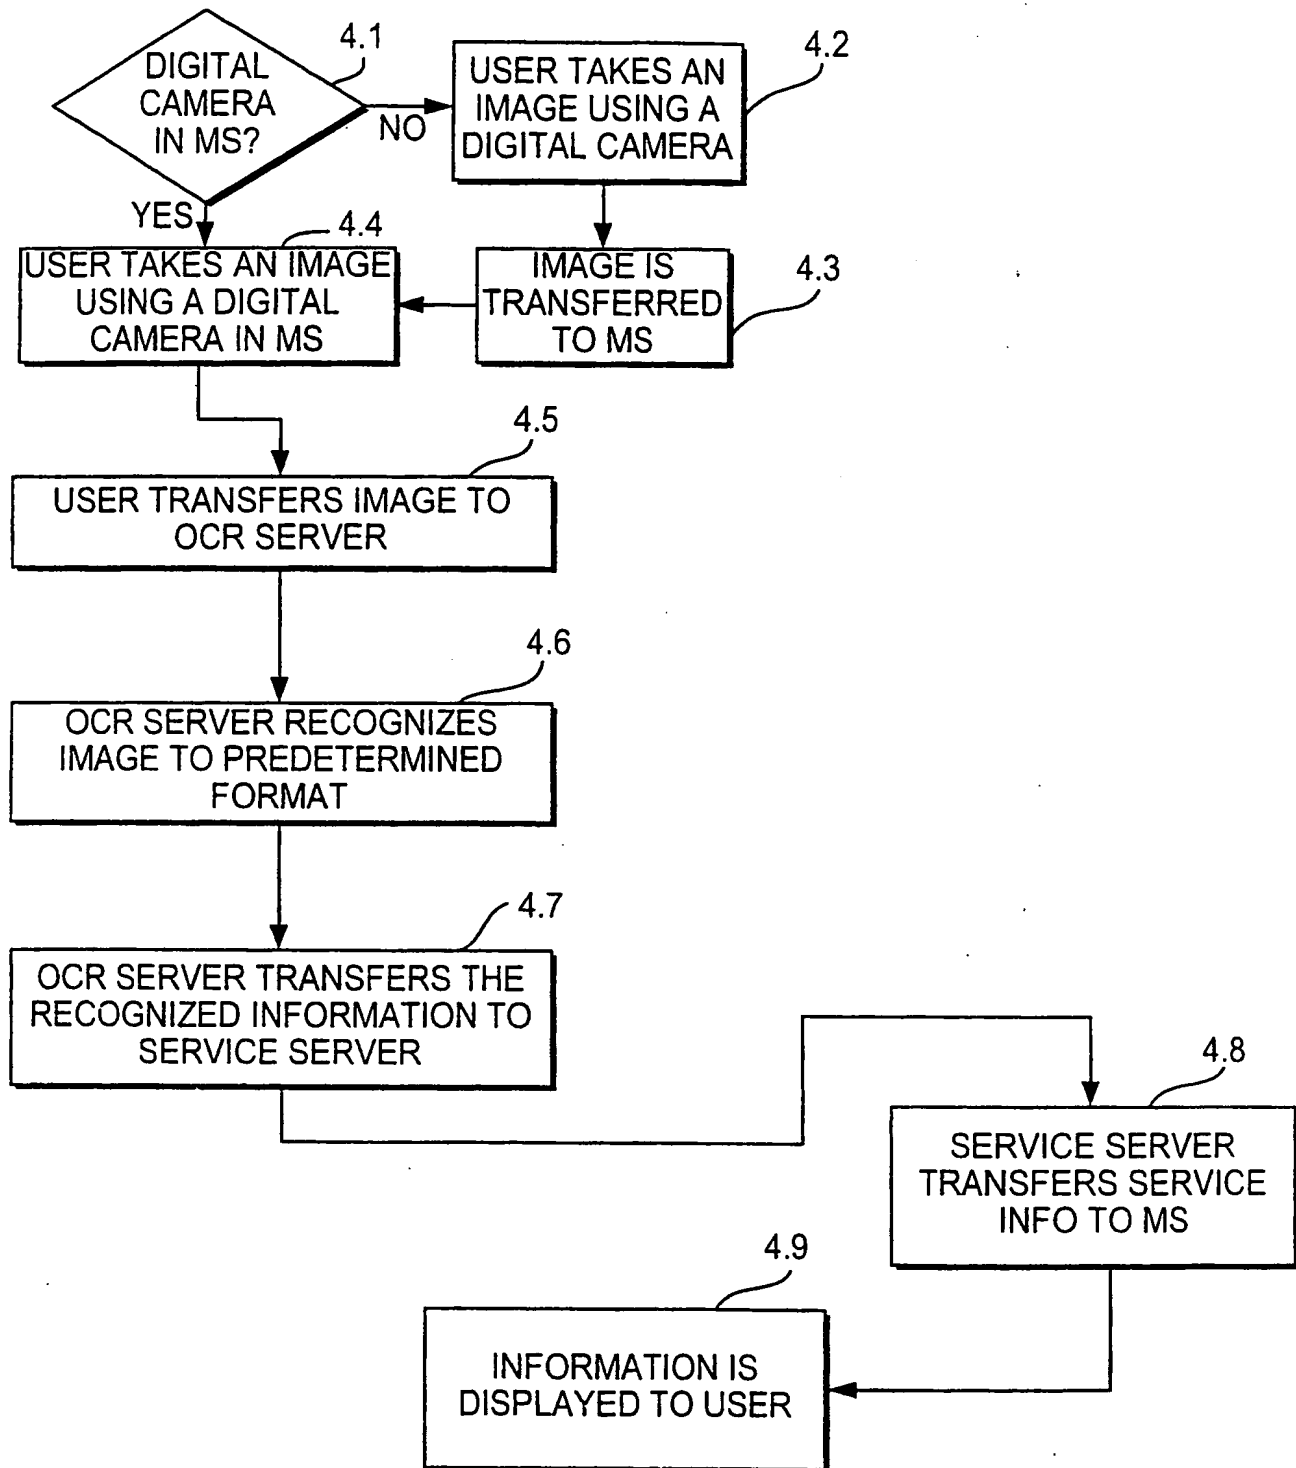 DIGITAL
CAMERA
IN MS?
4.1
NO
YES
4.2
USER TAKES AN
IMAGE USING A
DIGITAL CAMERA
4.3
IMAGE IS
TRANSFERRED
TO MS
4.4
USER TAKES AN IMAGE
USING A DIGITAL
CAMERA IN MS
4.5
USER TRANSFERS IMAGE TO
OCR SERVER
4.6
OCR SERVER RECOGNIZES
IMAGE TO PREDETERMINED
FORMAT
4.7
OCR SERVER TRANSFERS THE
RECOGNIZED INFORMATION TO
SERVICE SERVER
4.8
SERVICE SERVER
TRANSFERS SERVICE
INFO TO MS
4.9
INFORMATION IS
DISPLAYED TO USER